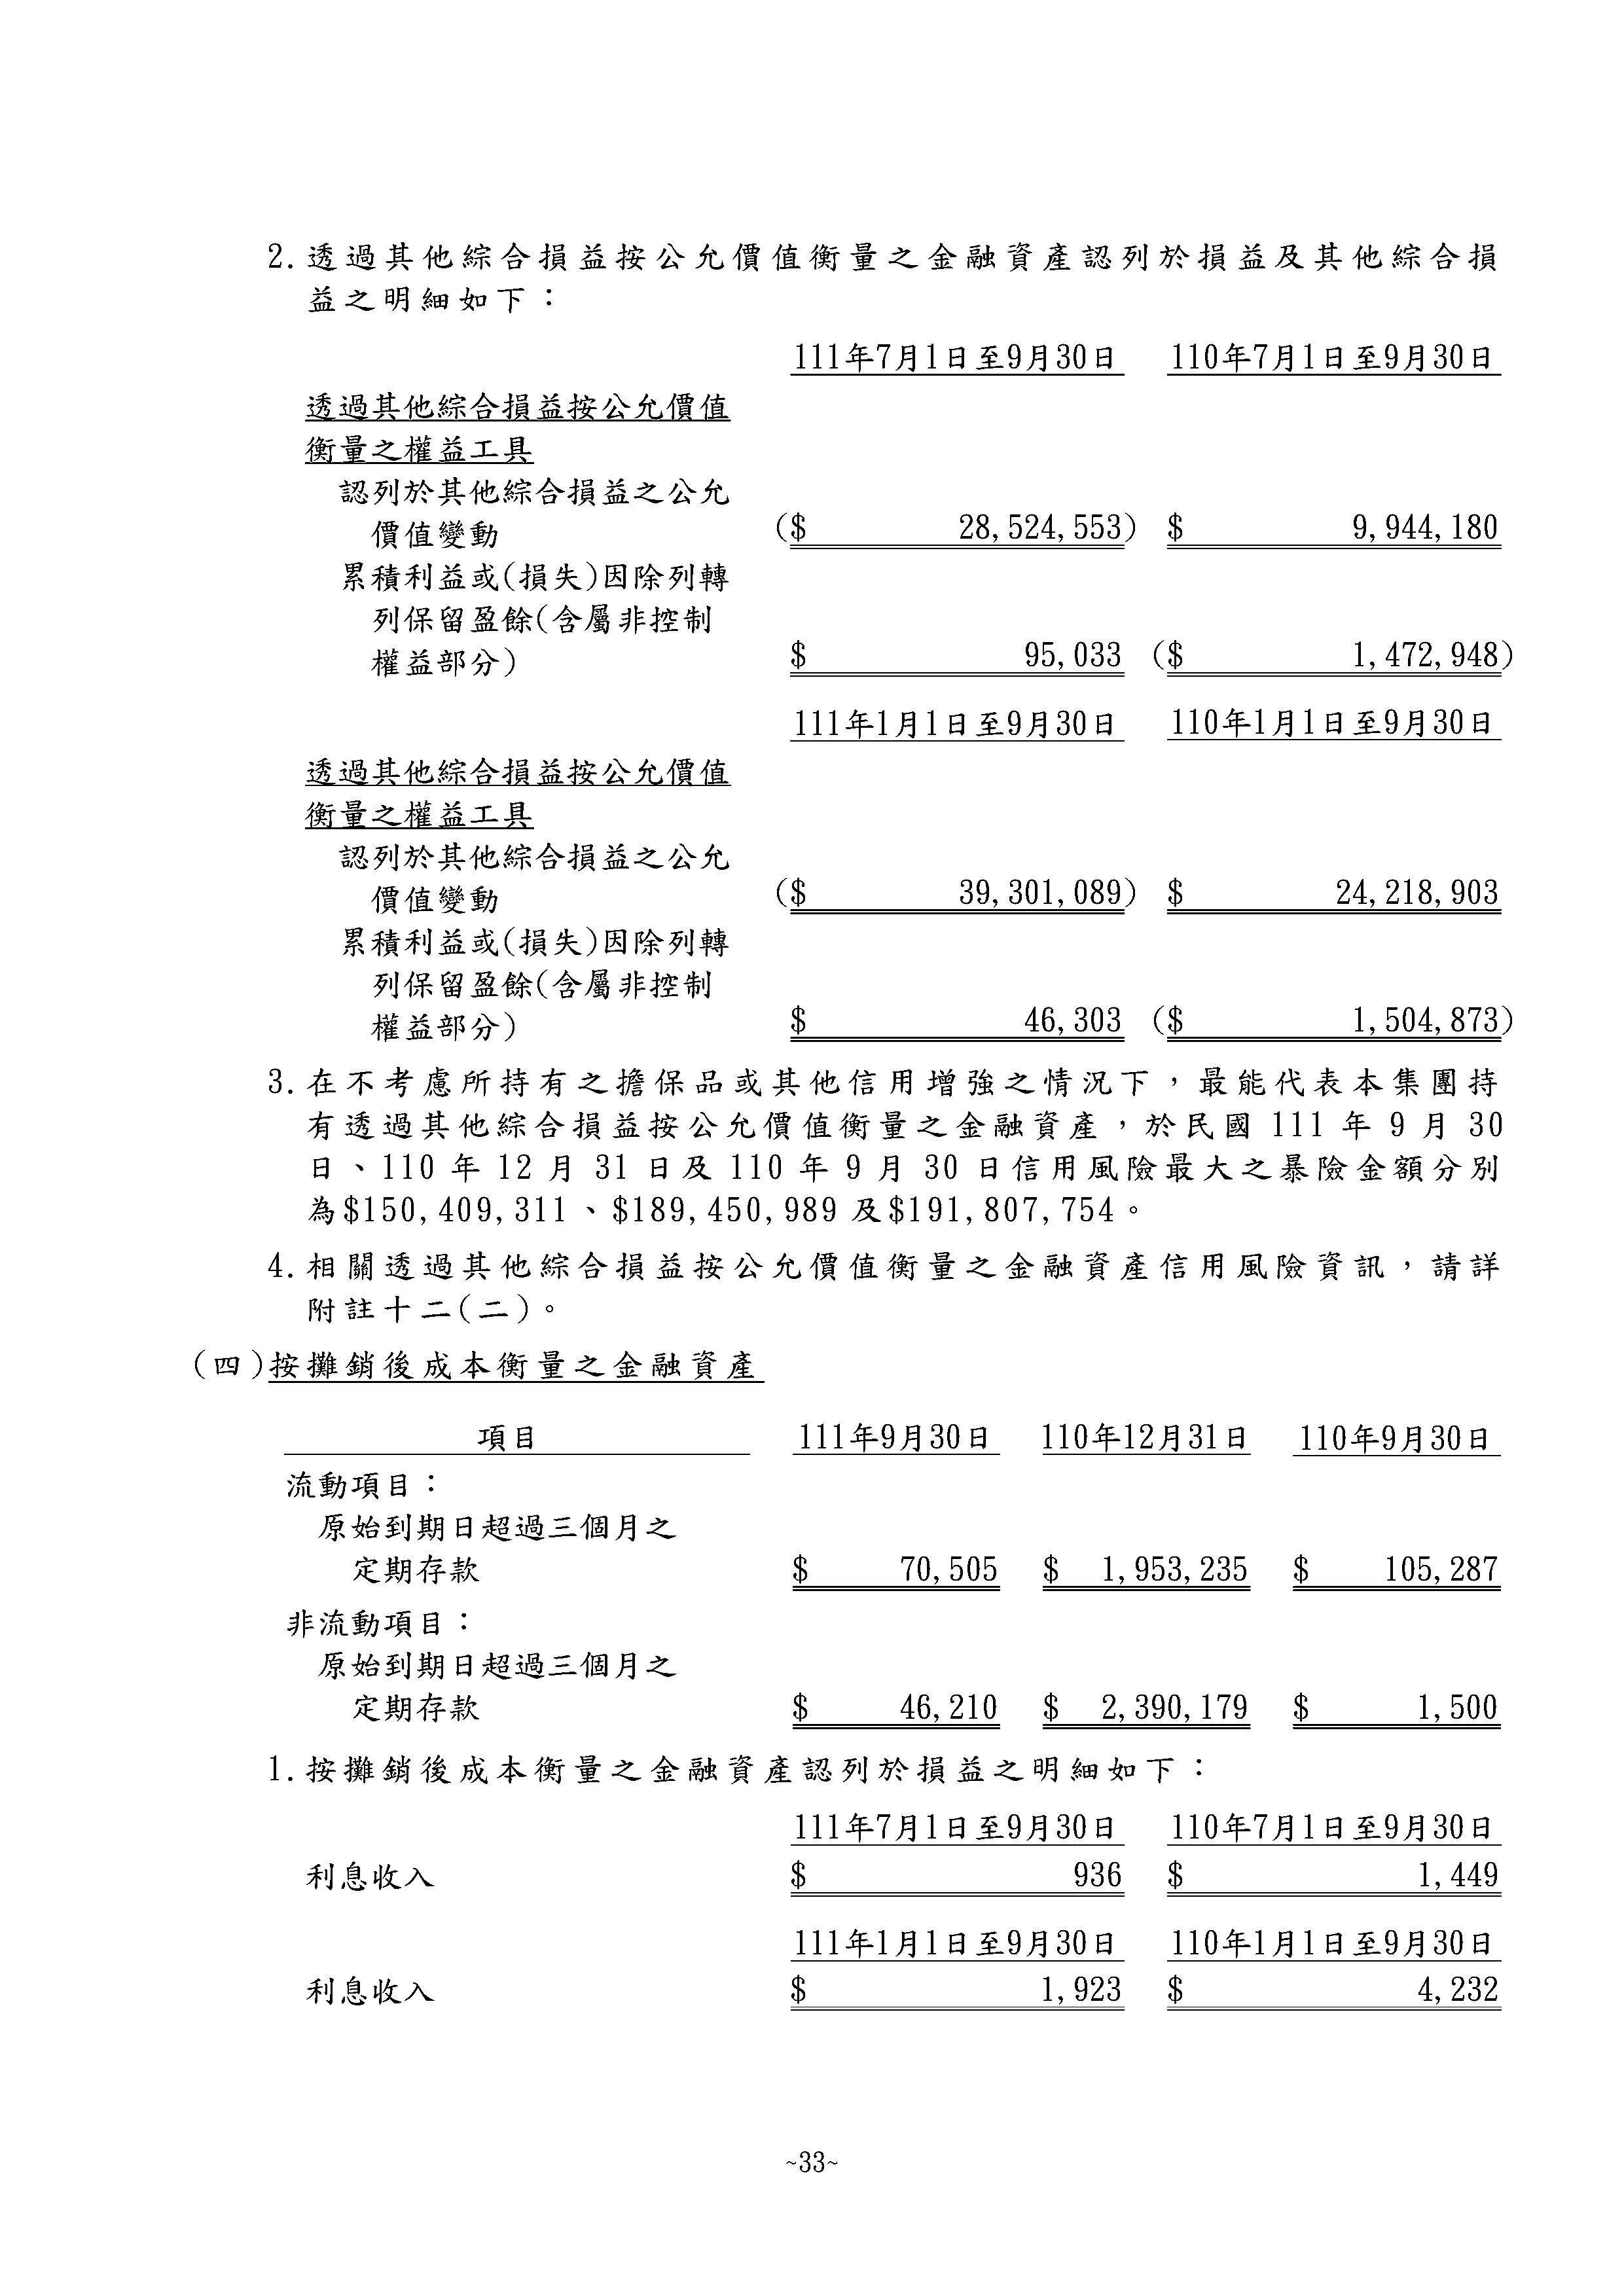 2.透過其他綜合損益按公允價值衡量之金融資產認列於損益及其他綜合損
益之明細如下：
111年7月1日至9月30日 110年7月1日至9月30日
透過其他綜合損益按公允價值
衡量之權益工具
認列於其他綜合損益之公允
價值變動 ($ 28,524,553) $ 9,944,180
累積利益或(損失)因除列轉
列保留盈餘(含屬非控制
權益部分) $ 95,033 ($ 1,472,948)
111年1月1日至9月30日 110年1月1日至9月30日
透過其他綜合損益按公允價值
衡量之權益工具
認列於其他綜合損益之公允
價值變動 ($ 39,301,089) $ 24,218,903
累積利益或(損失)因除列轉
列保留盈餘(含屬非控制
權益部分) $ 46,303 ($ 1,504,873)
3.在不考慮所持有之擔保品或其他信用增強之情況下，最能代表本集團持
有透過其他綜合損益按公允價值衡量之金融資產，於民國 111 年 9 月 30
日、110 年 12 月 31 日及 110 年 9 月 30 日信用風險最大之暴險金額分別
為$150,409,311、$189,450,989 及$191,807,754。
4.相關透過其他綜合損益按公允價值衡量之金融資產信用風險資訊，請詳
附註十二(二)。
(四)按攤銷後成本衡量之金融資產
項目 111年9月30日 110年12月31日 110年9月30日
流動項目：
原始到期日超過三個月之
定期存款 $ 70,505 $ 1,953,235 $ 105,287
非流動項目：
原始到期日超過三個月之
定期存款 $ 46,210 $ 2,390,179 $ 1,500
1.按攤銷後成本衡量之金融資產認列於損益之明細如下：
111年7月1日至9月30日 110年7月1日至9月30日
利息收入 $ 936 $ 1,449
111年1月1日至9月30日 110年1月1日至9月30日
利息收入 $ 1,923 $ 4,232
~33~